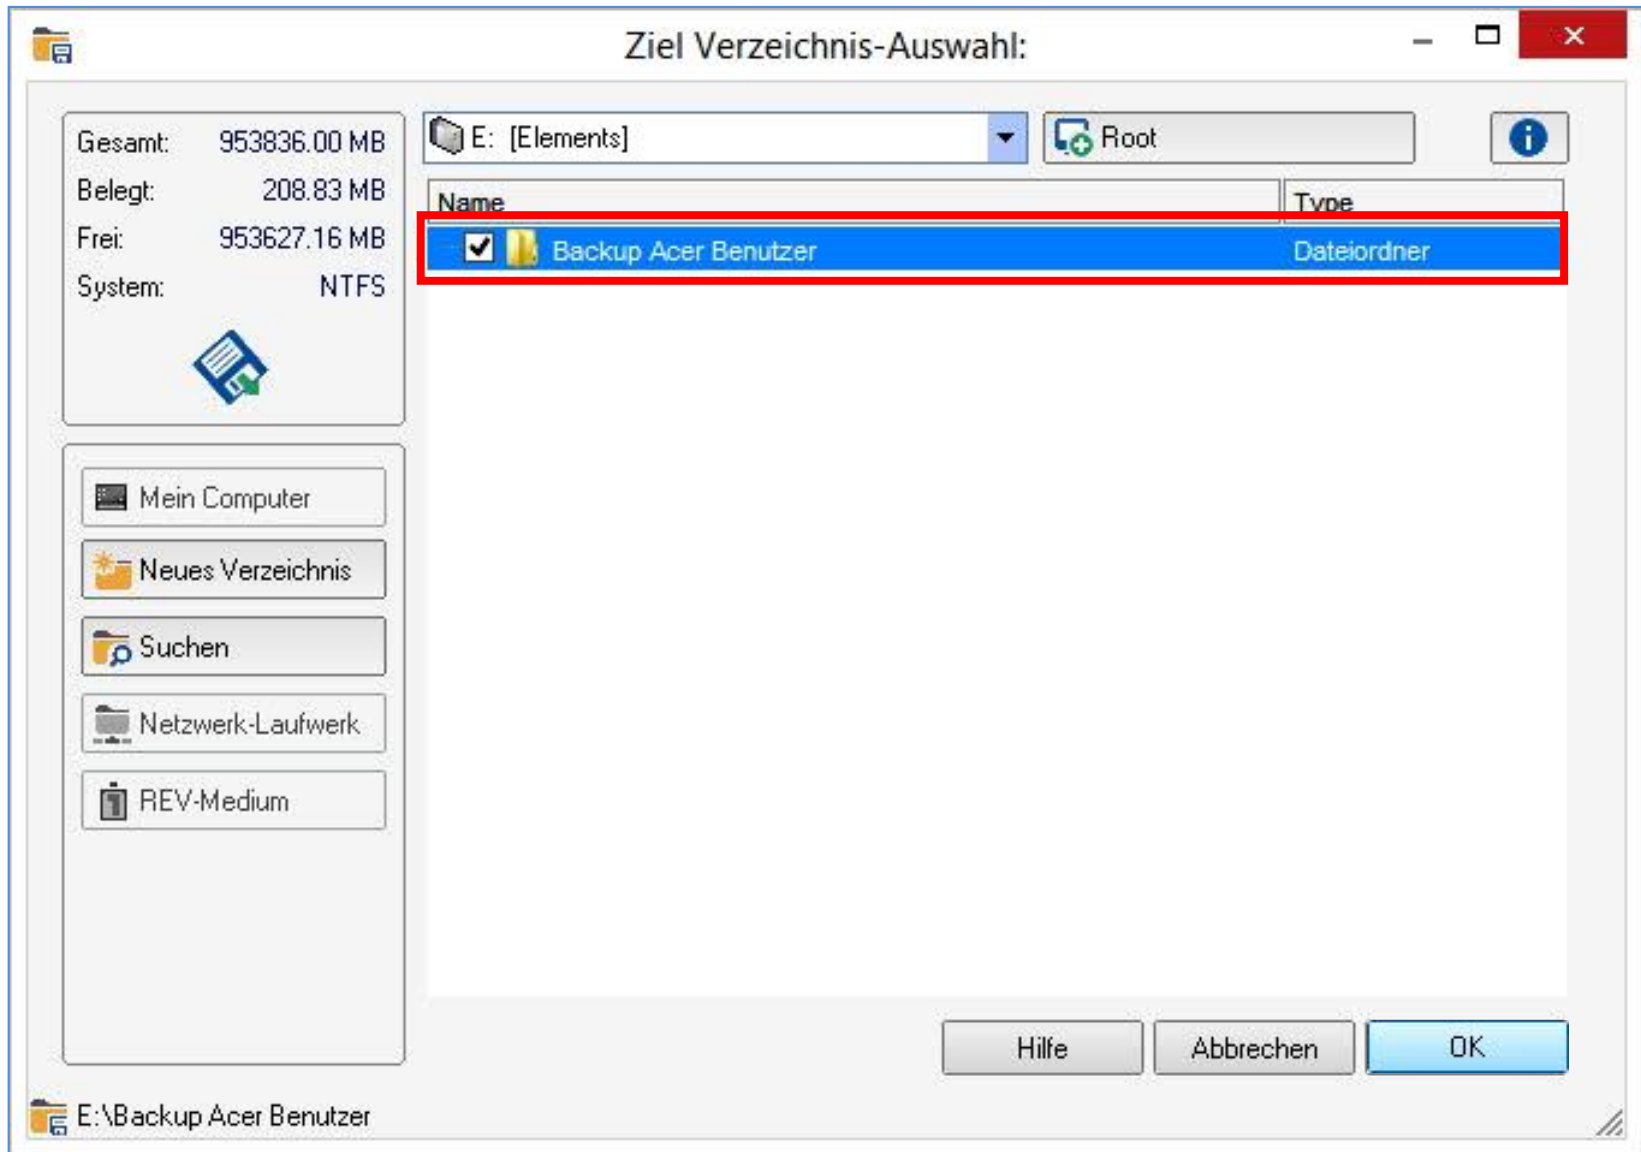 Ziel Verzeichnis-Auswahl:
Gesamt: 953836.00 MB
Belegt: 208.83 MB
Frei: 953627.16 MB
System: NTFS
E: [Elements]
Root
Name Type
Backup Acer Benutzer Dateiordner
Mein Computer
Neues Verzeichnis
Suchen
Netzwerk-Laufwerk
REV-Medium
Hilfe Abbrechen OK
E:\Backup Acer Benutzer